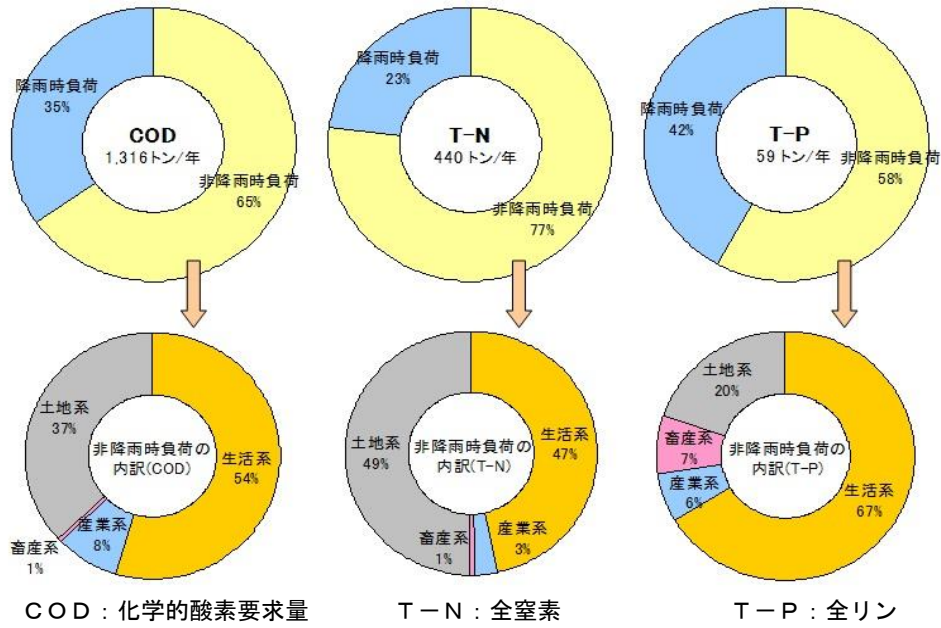 降雨時負荷
35%
COD
1,316トン/年
非降雨時負荷
65%
降雨時負荷
23%
T-N
440トン/年
非降雨時負荷
77%
降雨時負荷
42%
T-P
59トン/年
非降雨時負荷
58%
土地系
37%
非降雨時負荷の
内訳(COD)
生活系
54%
産業系
8%
畜産系
1%
土地系
49%
非降雨時負荷の
内訳(T-N)
生活系
47%
畜産系
1%
産業系
3%
土地系
20%
畜産系
7%
産業系
6%
非降雨時負荷の
内訳(T-P)
生活系
67%
COD:化学的酸素要求量
T-N:全窒素
T-P:全リン